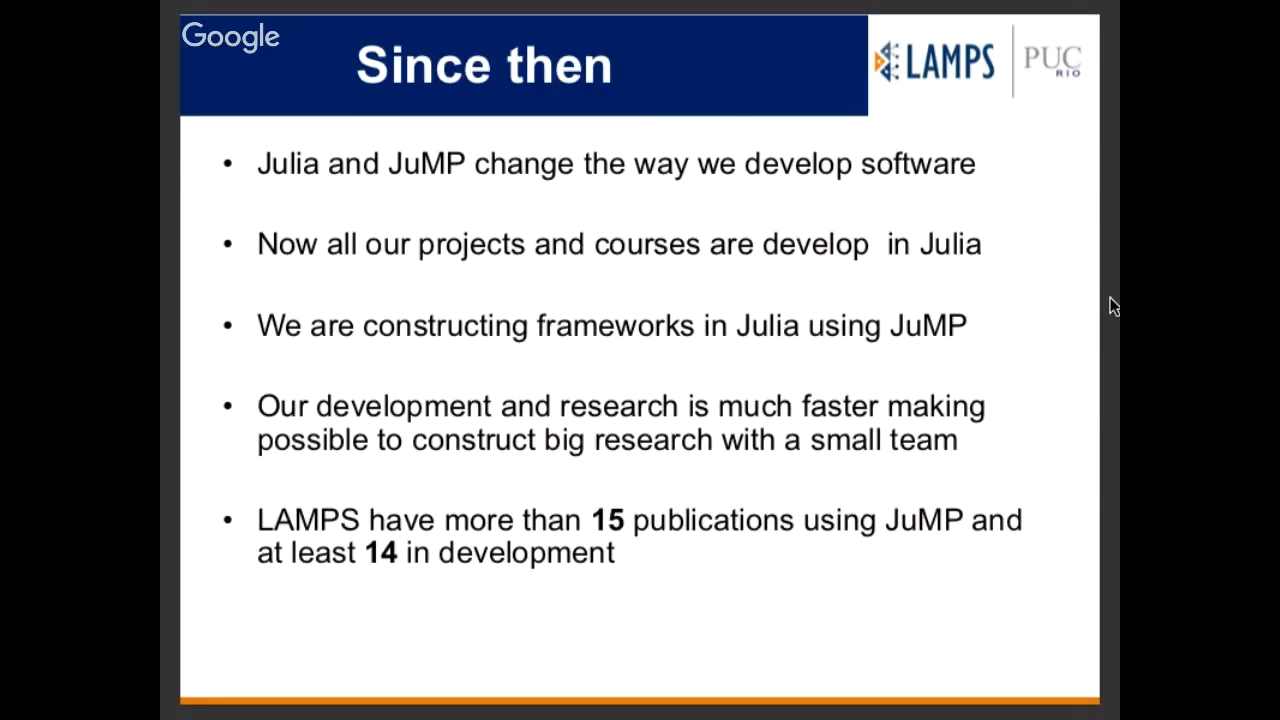 Google
Since then
LAMPS
PUC
RIO
• Julia and JuMP change the way we develop software
• Now all our projects and courses are develop in Julia
• We are constructing frameworks in Julia using JuMP
• Our development and research is much faster making
possible to construct big research with a small team
• LAMPS have more than 15 publications using JuMP and
at least 14 in development